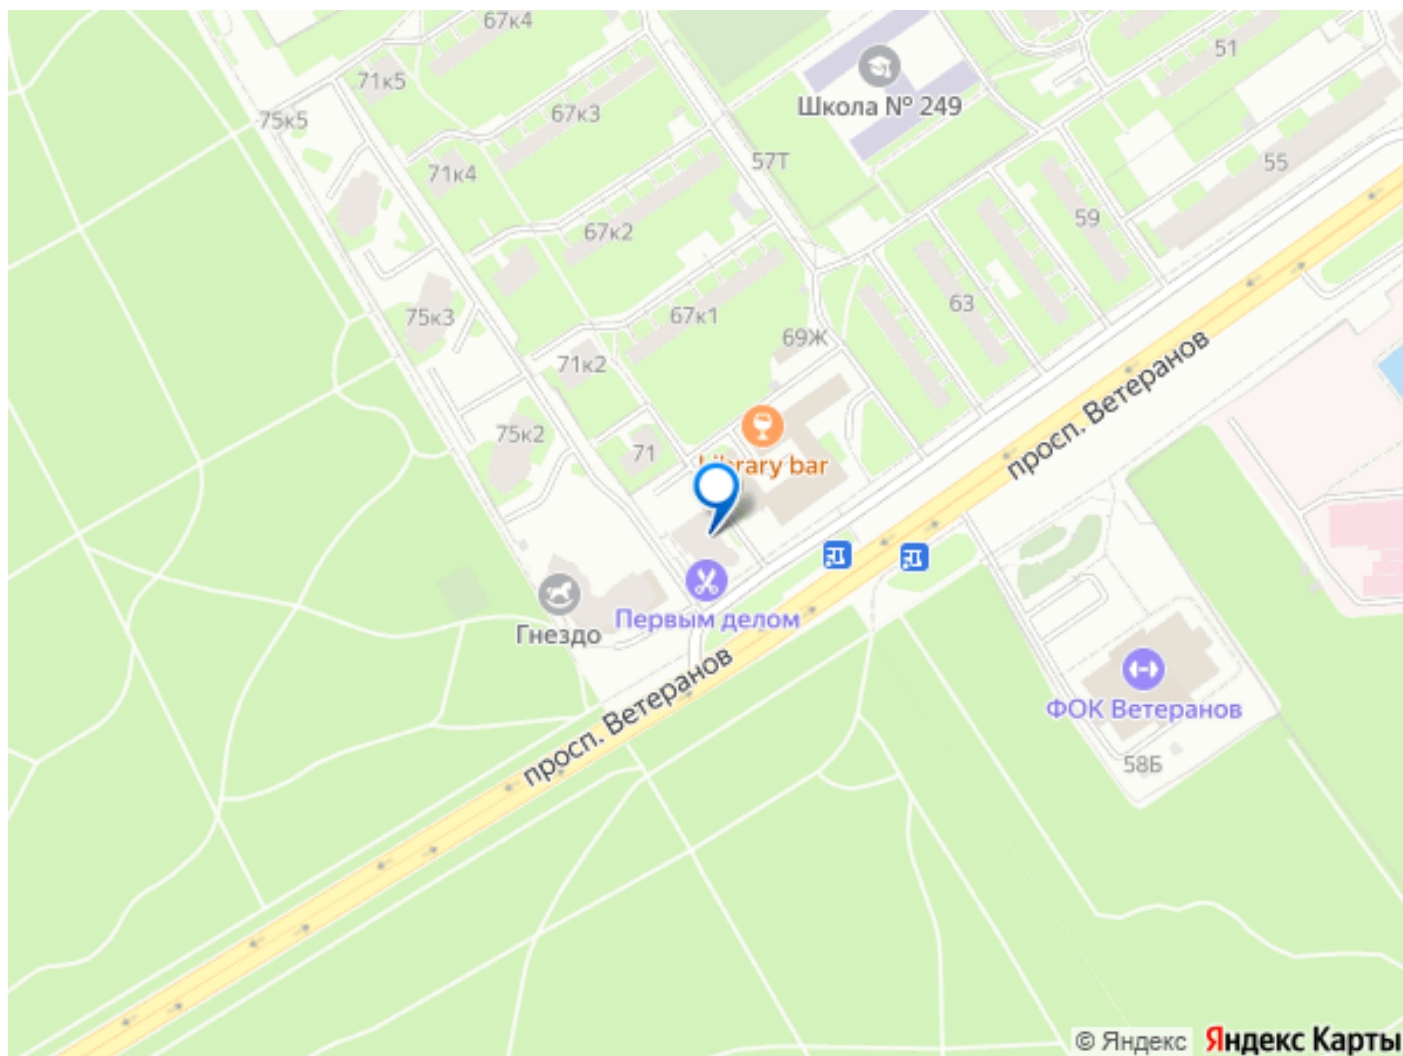 67к4
51
71к5
Школа № 249
67к3
75к5
57Т
55
71к4
59
67к2
63
75к3
67к1
69Ж
просп. Ветеранов
71к2
75к2
71
Library bar
Первым делом
Гнездо
просп. Ветеранов
ФОК Ветеранов
58Б
© Яндекс Яндекс Карты